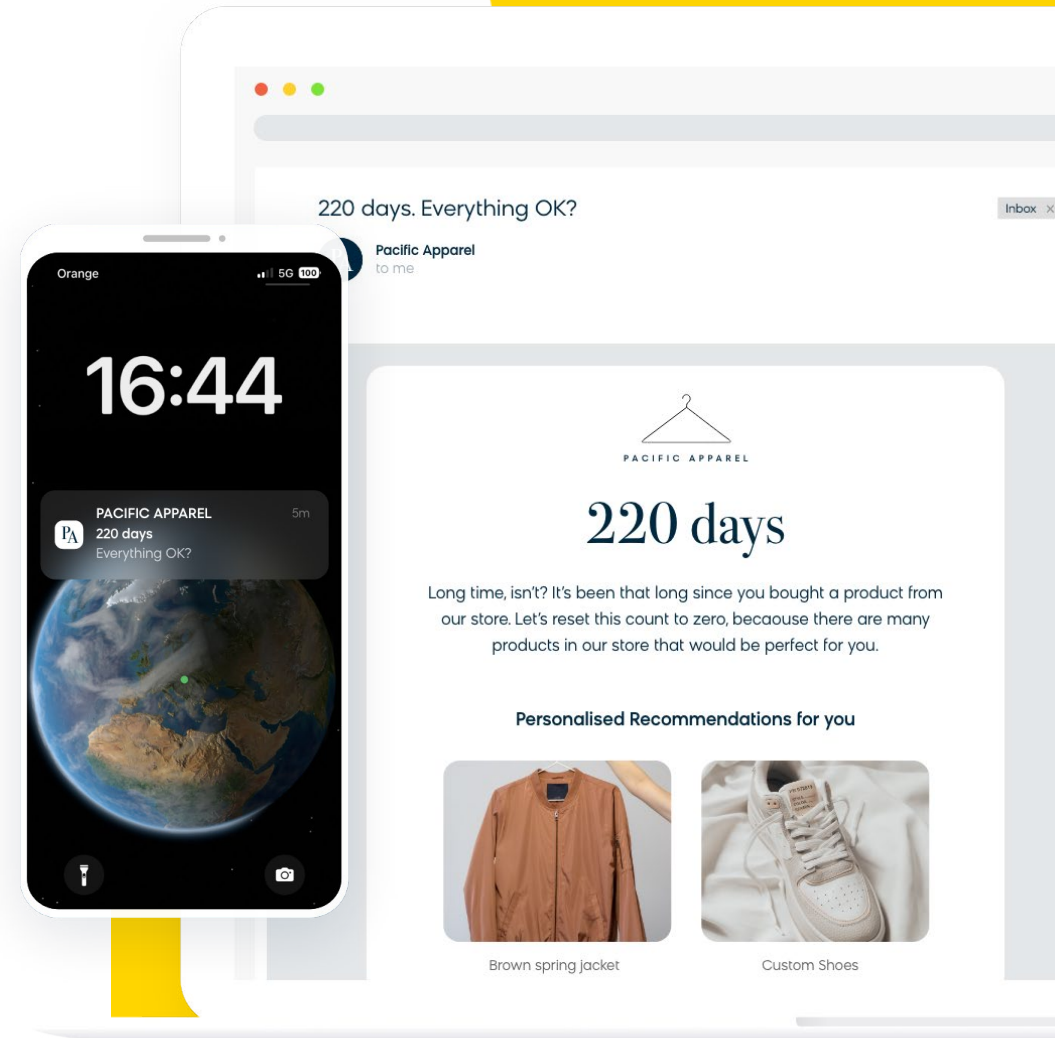 220 days. Everything OK?
Inbox ×
Pacific Apparel
to me
Orange
5G 100
16:44
PACIFIC APPAREL 5m
PA 220 days
Everything OK?
PACIFIC APPAREL
220 days
Long time, isn't? It's been that long since you bought a product from
our store. Let's reset this count to zero, becaouse there are many
products in our store that would be perfect for you.
Personalised Recommendations for you
Brown spring jacket
Custom Shoes